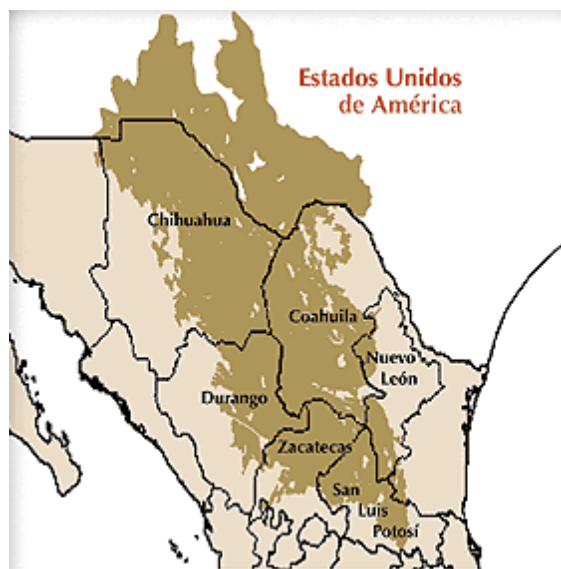 Estados Unidos
de América
Chihuahua
Coahuila
Nuevo
León
Durango
Zacatecas
San
Luis
Potosí